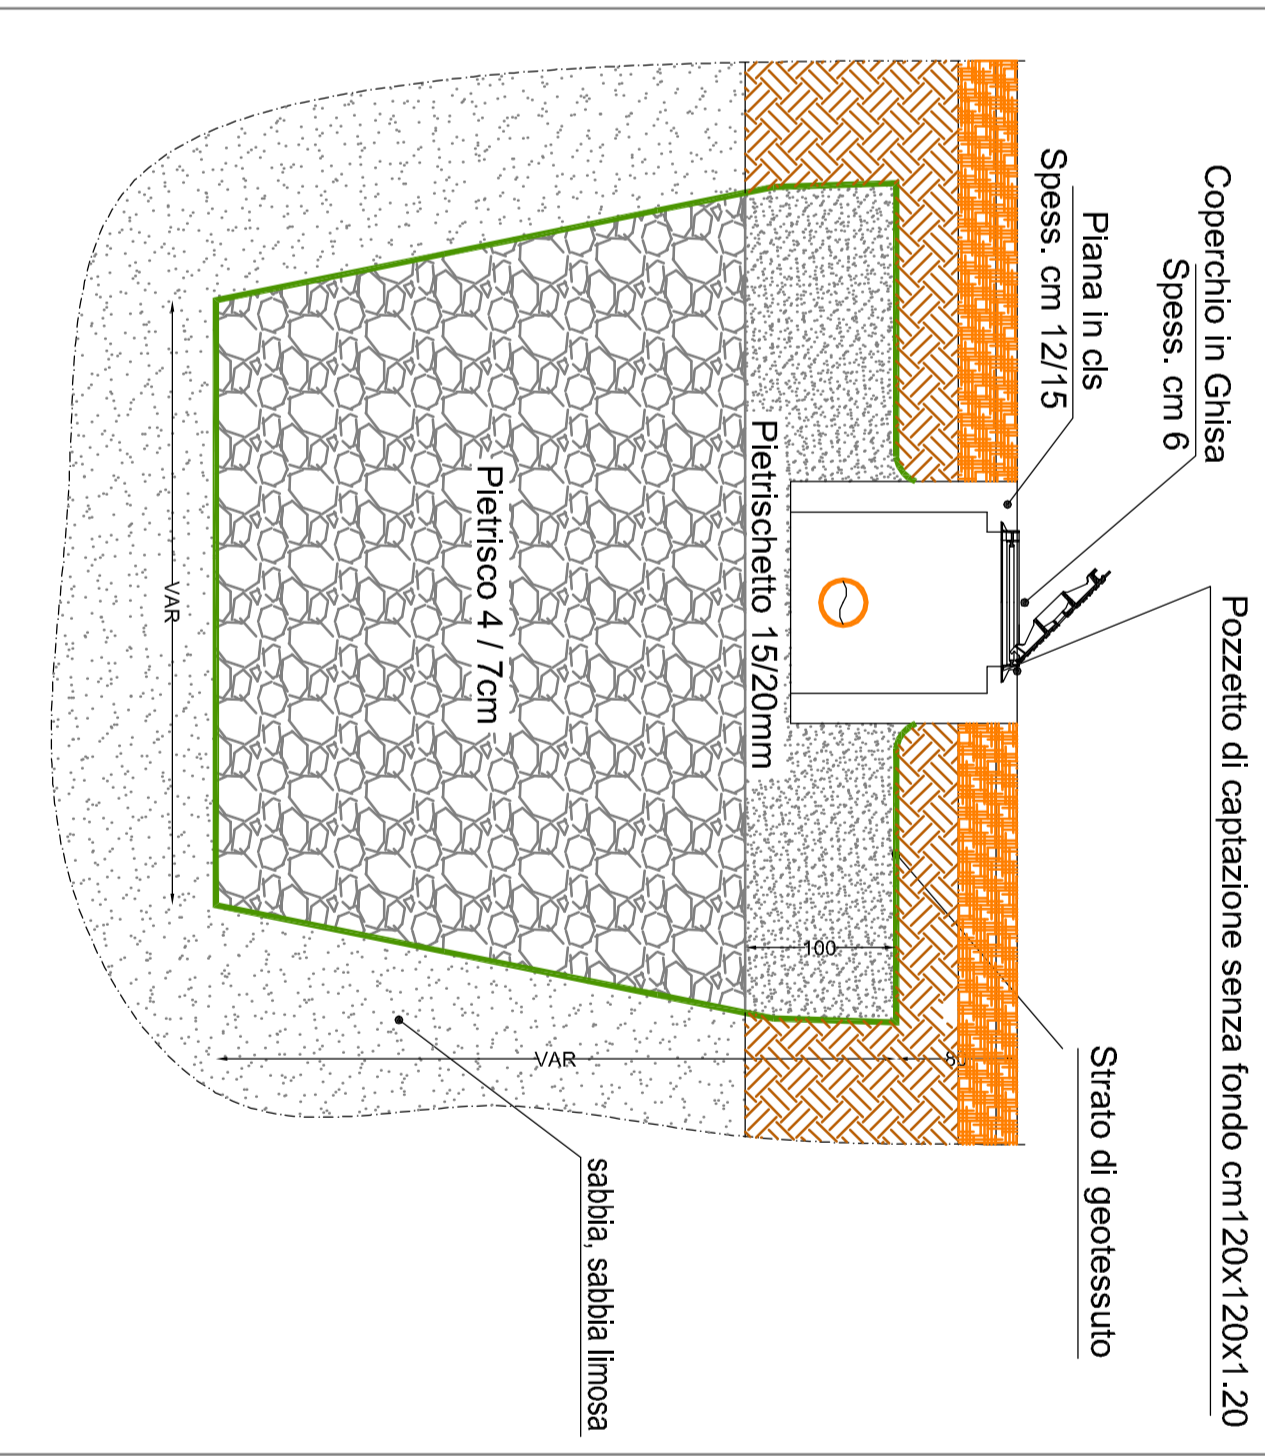 Pozzetto di captazione senza fondo cm120x120x1.20
Coperchio in Ghisa
Spess. cm 6
Piana in cls
Spess. cm 12/15
Strato di geotessuto
100
Pietrischetto 15/20mm
VAR
sabbia, sabbia limosa
Pietrisco 4 / 7cm
VAR